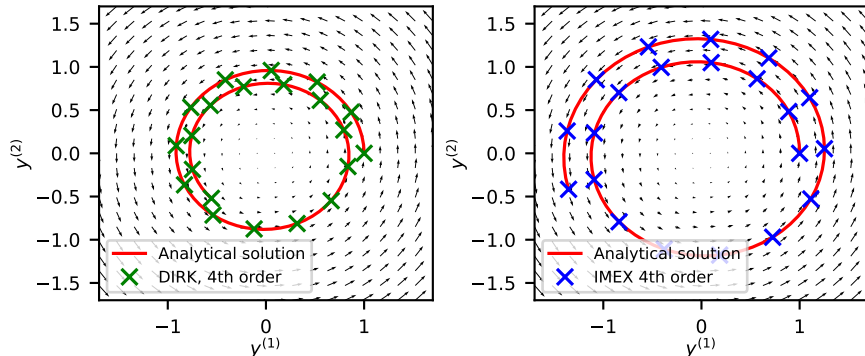 1.5
1.0
0.5
0.0
−0.5
−1.0
−1.5
y(2)
−1
0
1
y(1)
Analytical solution
DIRK, 4th order
1.5
1.0
0.5
0.0
−0.5
−1.0
−1.5
y(2)
−1
0
1
y(1)
Analytical solution
IMEX 4th order